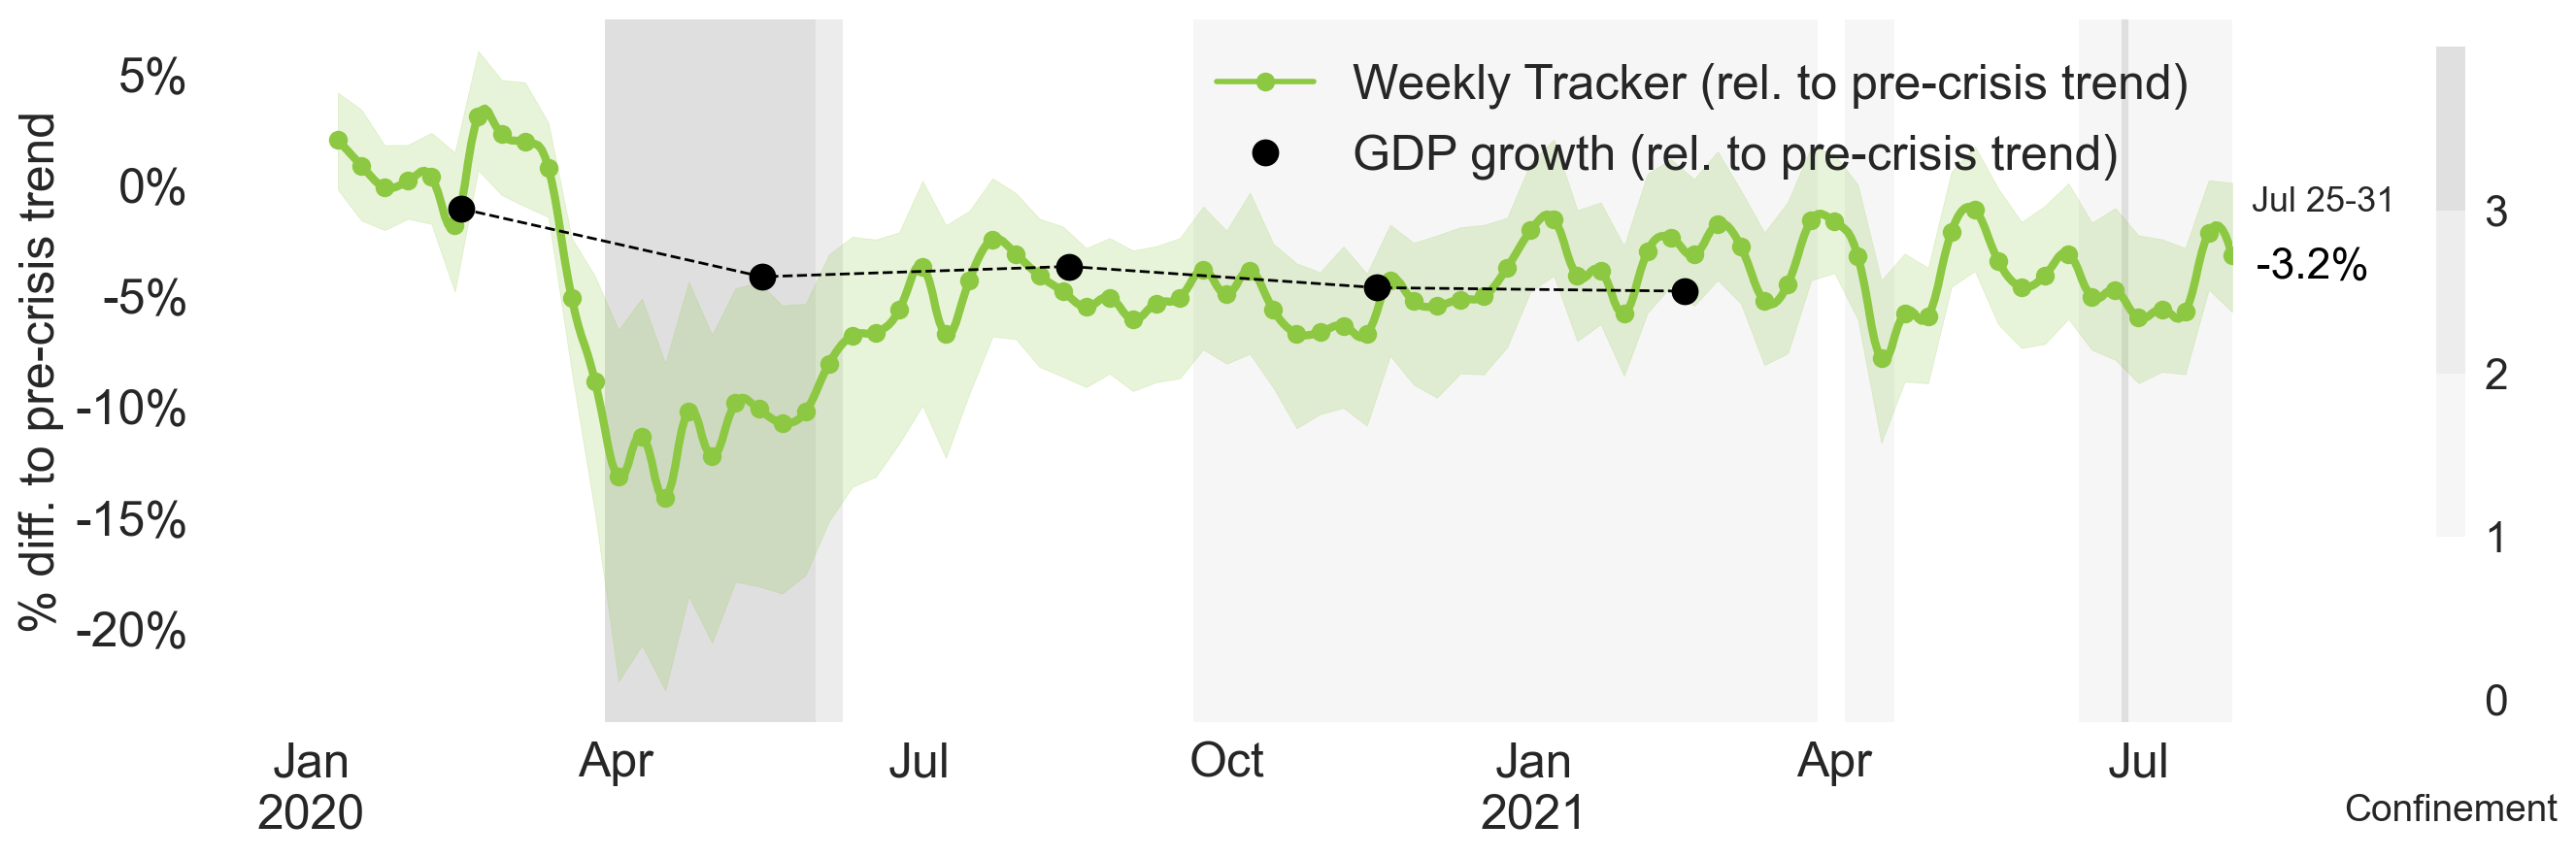 % diff. to pre-crisis trend
5%
0%
-5%
-10%
-15%
-20%
Weekly Tracker (rel. to pre-crisis trend)
GDP growth (rel. to pre-crisis trend)
Jul 25-31
-3.2%
3
2
1
0
Jan
2020
Apr
Jul
Oct
Jan
2021
Apr
Jul
Confinement